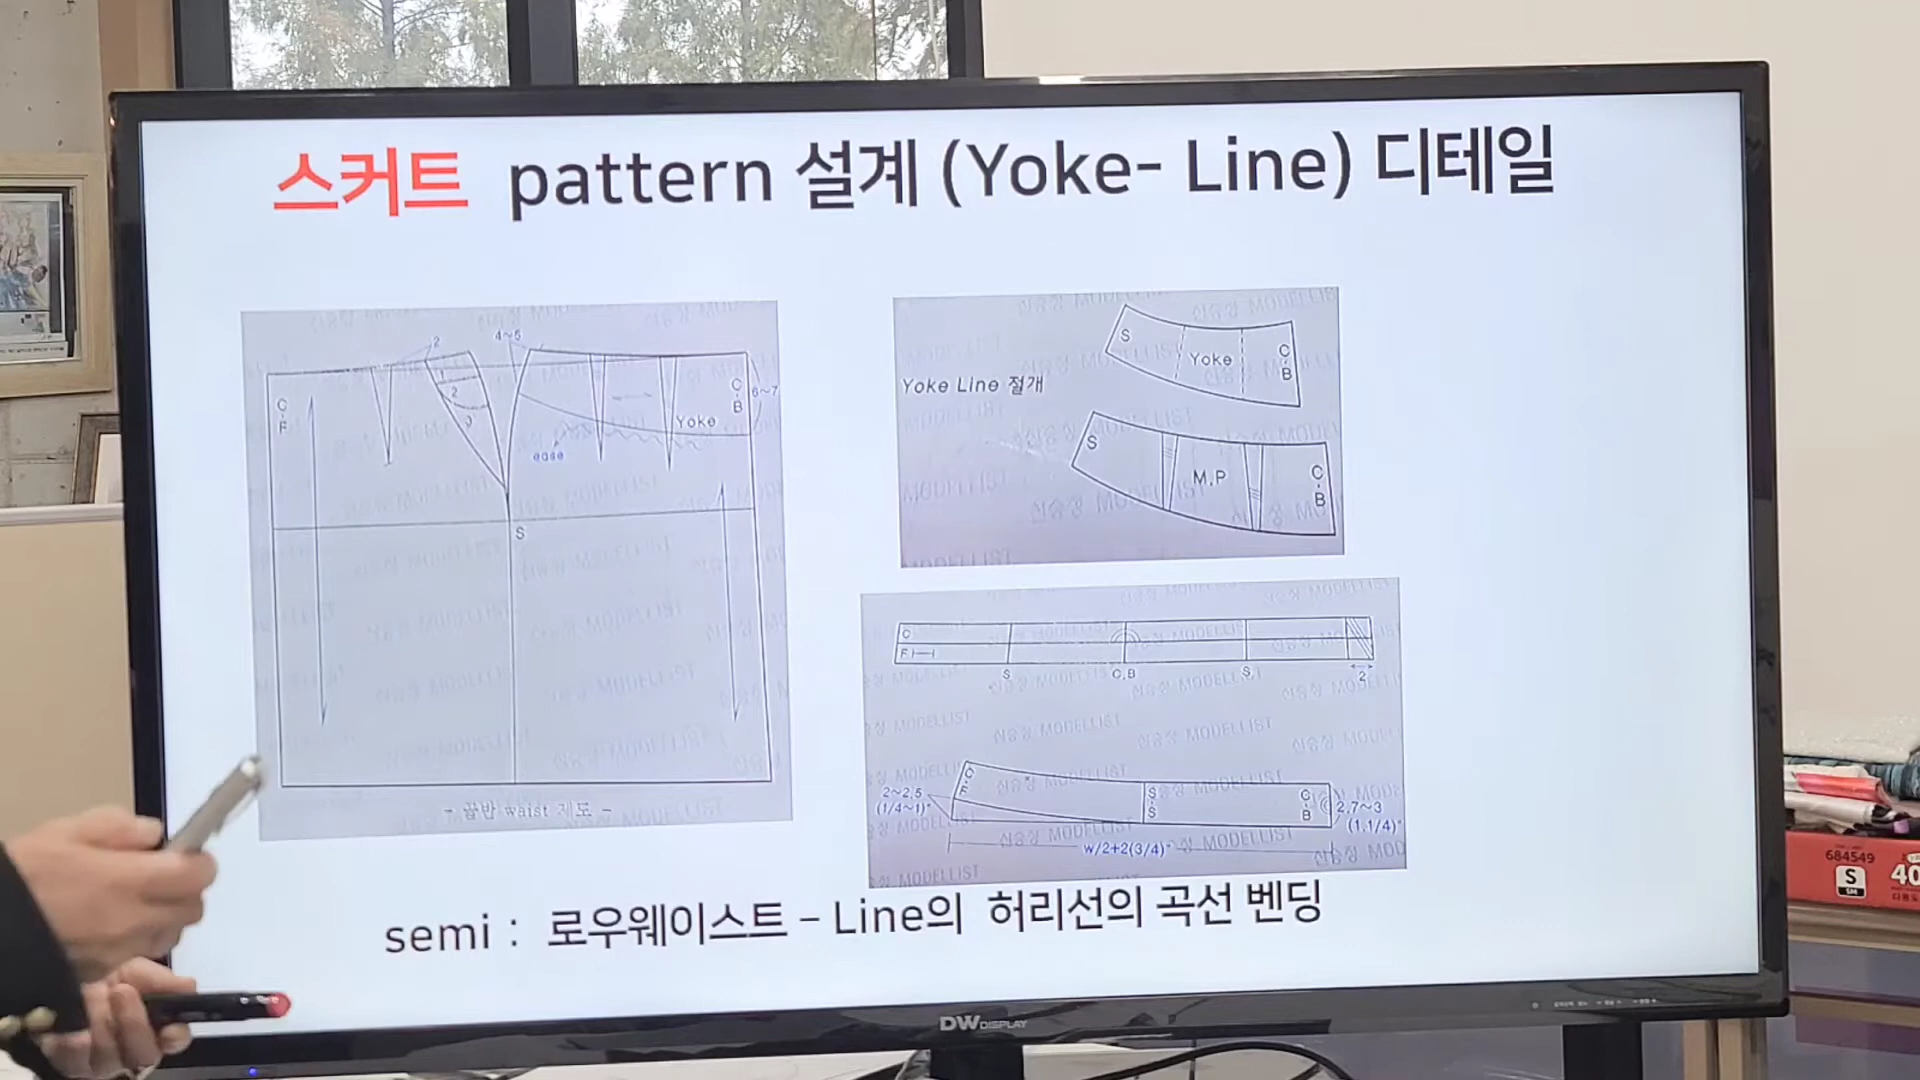 스커트 pattern 설계 (Yoke- Line) 디테일
2
4~5
C
F
1
2
C
B
6~7
Yoke
ease
S
- 골반 waist 제도 -
S
Yoke
C
B
Yoke Line 절개
S
M.P
C
B
C
F
S
C.B
S
2
C
F
2~2.5
(1/4~1)"
S
S
C
B
2.7~3
(1.1/4)"
W/2+2(3/4)"
semi : 로우웨이스트 – Line의 허리선의 곡선 벤딩
DW DISPLAY
684549
S
SM
40